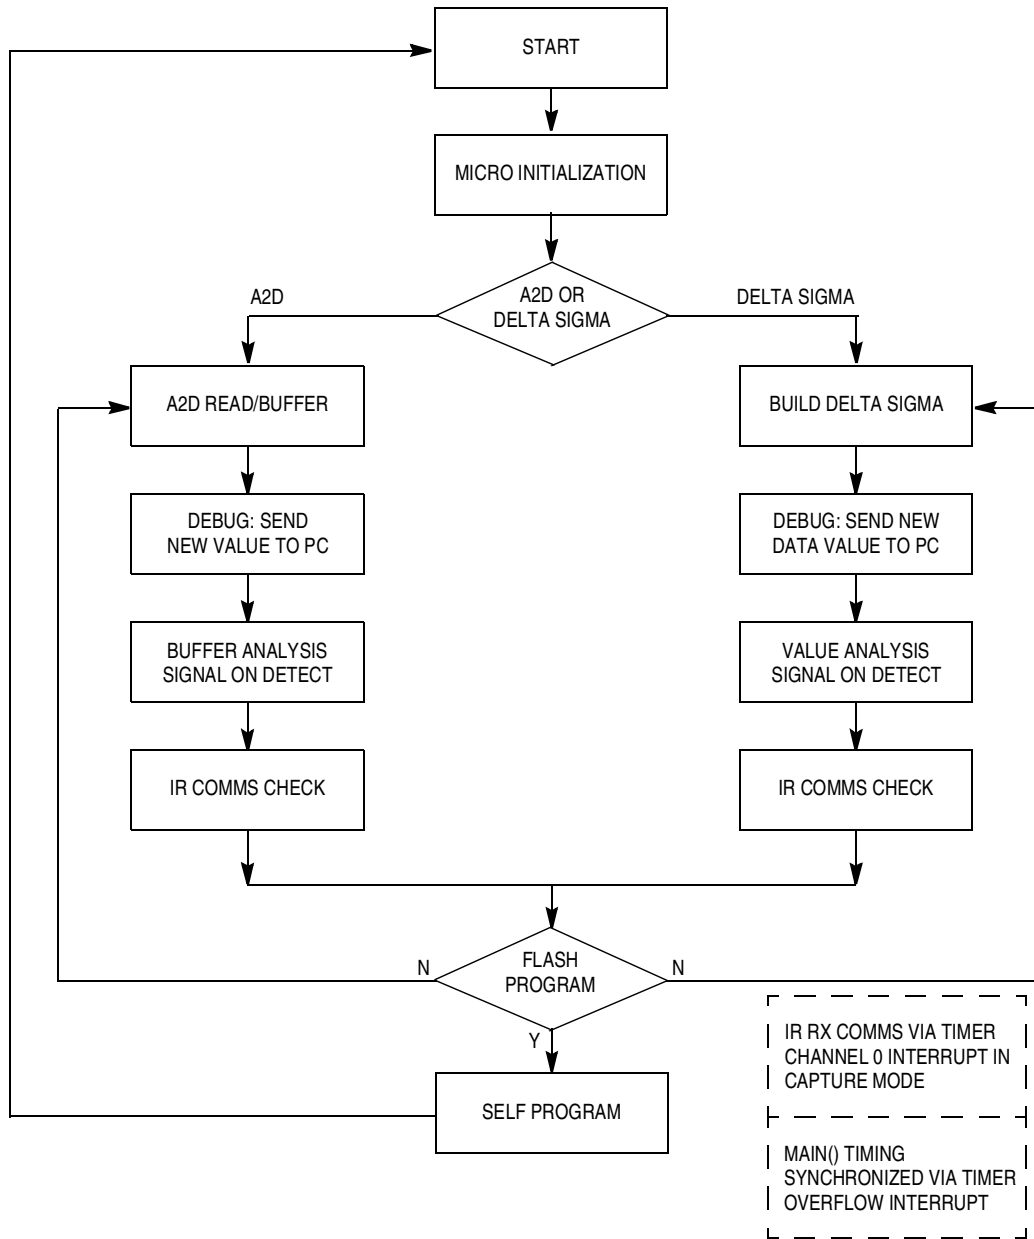 START
MICRO INITIALIZATION
A2D
A2D OR
DELTA SIGMA
DELTA SIGMA
A2D READ/BUFFER
BUILD DELTA SIGMA
DEBUG: SEND
NEW VALUE TO PC
DEBUG: SEND NEW
DATA VALUE TO PC
BUFFER ANALYSIS
SIGNAL ON DETECT
VALUE ANALYSIS
SIGNAL ON DETECT
IR COMMS CHECK
IR COMMS CHECK
N
FLASH
PROGRAM
N
Y
SELF PROGRAM
IR RX COMMS VIA TIMER
CHANNEL 0 INTERRUPT IN
CAPTURE MODE
MAIN() TIMING
SYNCHRONIZED VIA TIMER
OVERFLOW INTERRUPT